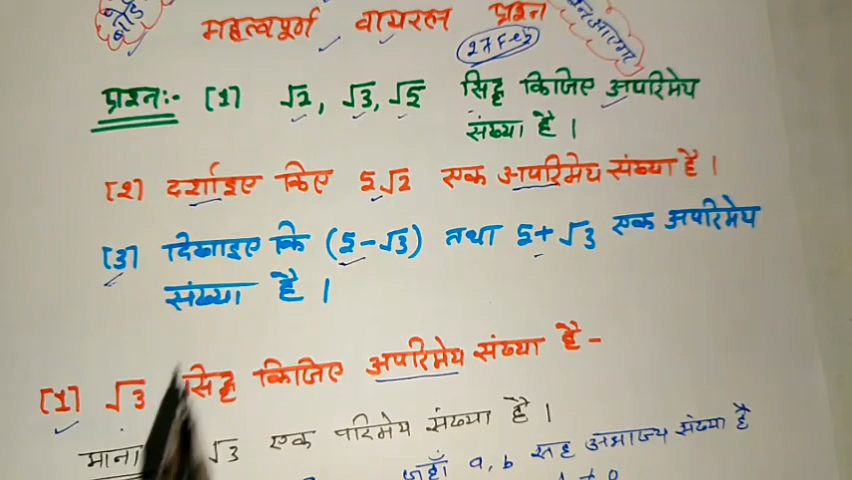 बोर्ड
महत्वपूर्ण वायरल प्रश्न
27 Feb
प्रश्न:- [1] √2, √3, √5 सिद्ध किजिए अपरिमेय
संख्या है।
[2] दर्शाइए किए 5√2 एक अपरिमेय संख्या है।
[3] दिखाइए कि (5-√3) तथा 5+√3 एक अपरिमेय
संख्या है।
[1] √3 सिद्ध किजिए अपरिमेय संख्या है-
माना √3 एक परिमेय संख्या है।
जहाँ a, b सह अभाज्य संख्या है